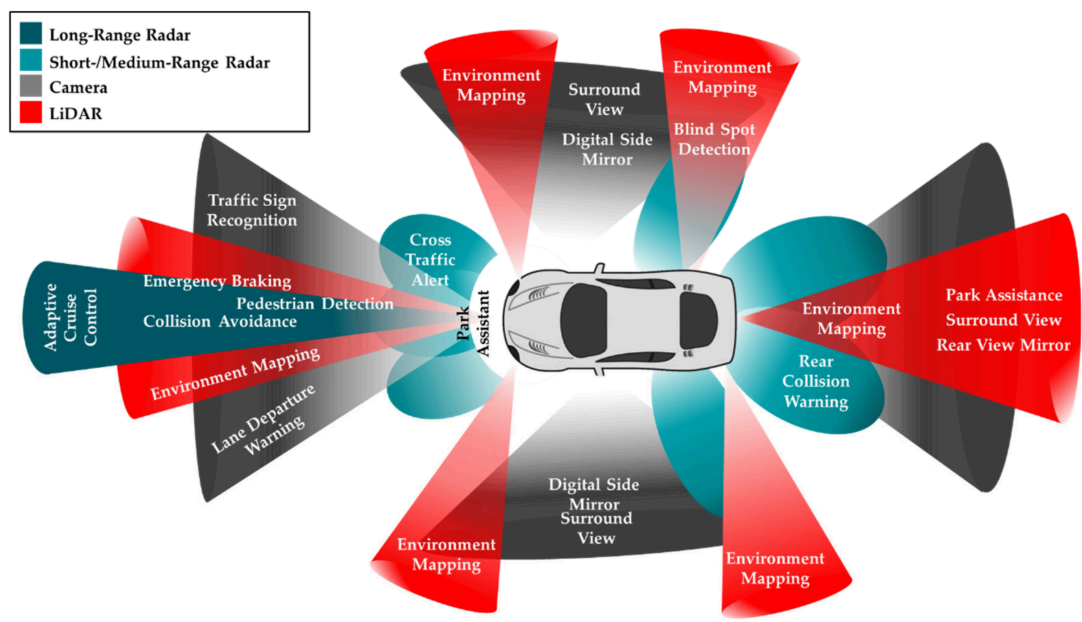 Long-Range Radar
Short-/Medium-Range Radar
Camera
LiDAR
Environment
Mapping
Surround
View
Digital Side
Mirror
Environment
Mapping
Blind Spot
Detection
Traffic Sign
Recognition
Cross
Traffic
Alert
Adaptive
Cruise
Control
Emergency Braking
Pedestrian Detection
Collision Avoidance
Environment Mapping
Lane Departure
Warning
Park
Assistant
Environment
Mapping
Park Assistance
Surround View
Rear View Mirror
Rear
Collision
Warning
Environment
Mapping
Digital Side
Mirror
Surround
View
Environment
Mapping